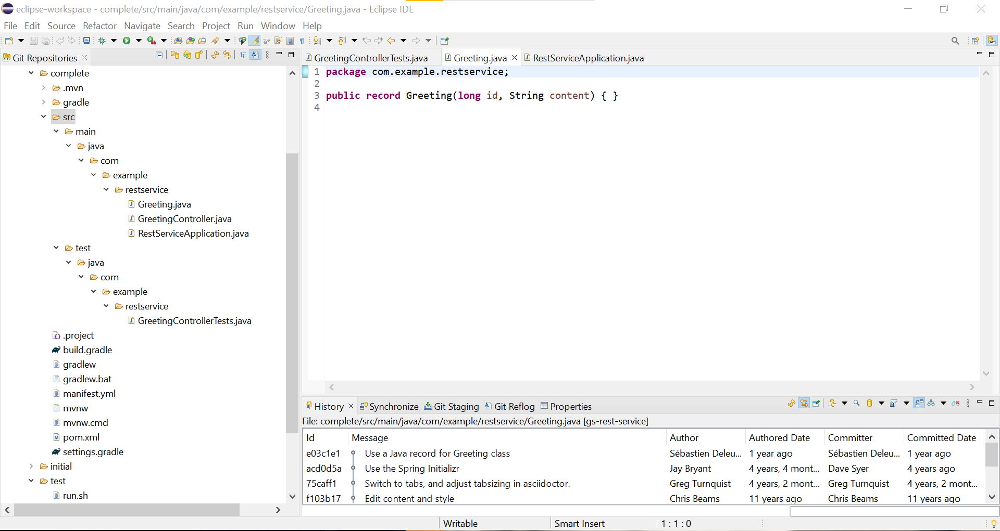 eclipse-workspace - complete/src/main/java/com/example/restservice/Greeting.java - Eclipse IDE
File Edit Source Refactor Navigate Search Project Run Window Help
Git Repositories
complete
.mvn
gradle
src
main
java
com
example
restservice
Greeting.java
GreetingController.java
RestServiceApplication.java
test
java
com
example
restservice
GreetingControllerTests.java
.project
build.gradle
gradlew
gradlew.bat
manifest.yml
mvnw
mvnw.cmd
pom.xml
settings.gradle
initial
test
run.sh
GreetingControllerTests.java Greeting.java RestServiceApplication.java
1 package com.example.restservice;
2
3 public record Greeting(long id, String content) { }
4
History Synchronize Git Staging Git Reflog Properties
File: complete/src/main/java/com/example/restservice/Greeting.java [gs-rest-service]
Id Message Author Authored Date Committer Committed Date
e03c1e1 Use a Java record for Greeting class Sébastien Deleu... 1 year ago Sébastien Deleu... 1 year ago
acd0d5a Use the Spring Initializr Jay Bryant 4 years, 4 mont... Dave Syer 4 years ago
75caff1 Switch to tabs, and adjust tabsizing in asciidoctor. Greg Turnquist 4 years, 2 mont... Greg Turnquist 4 years, 2 mont...
f103b17 Edit content and style Chris Beams 11 years ago Chris Beams 11 years ago
Writable Smart Insert 1 : 1 : 0